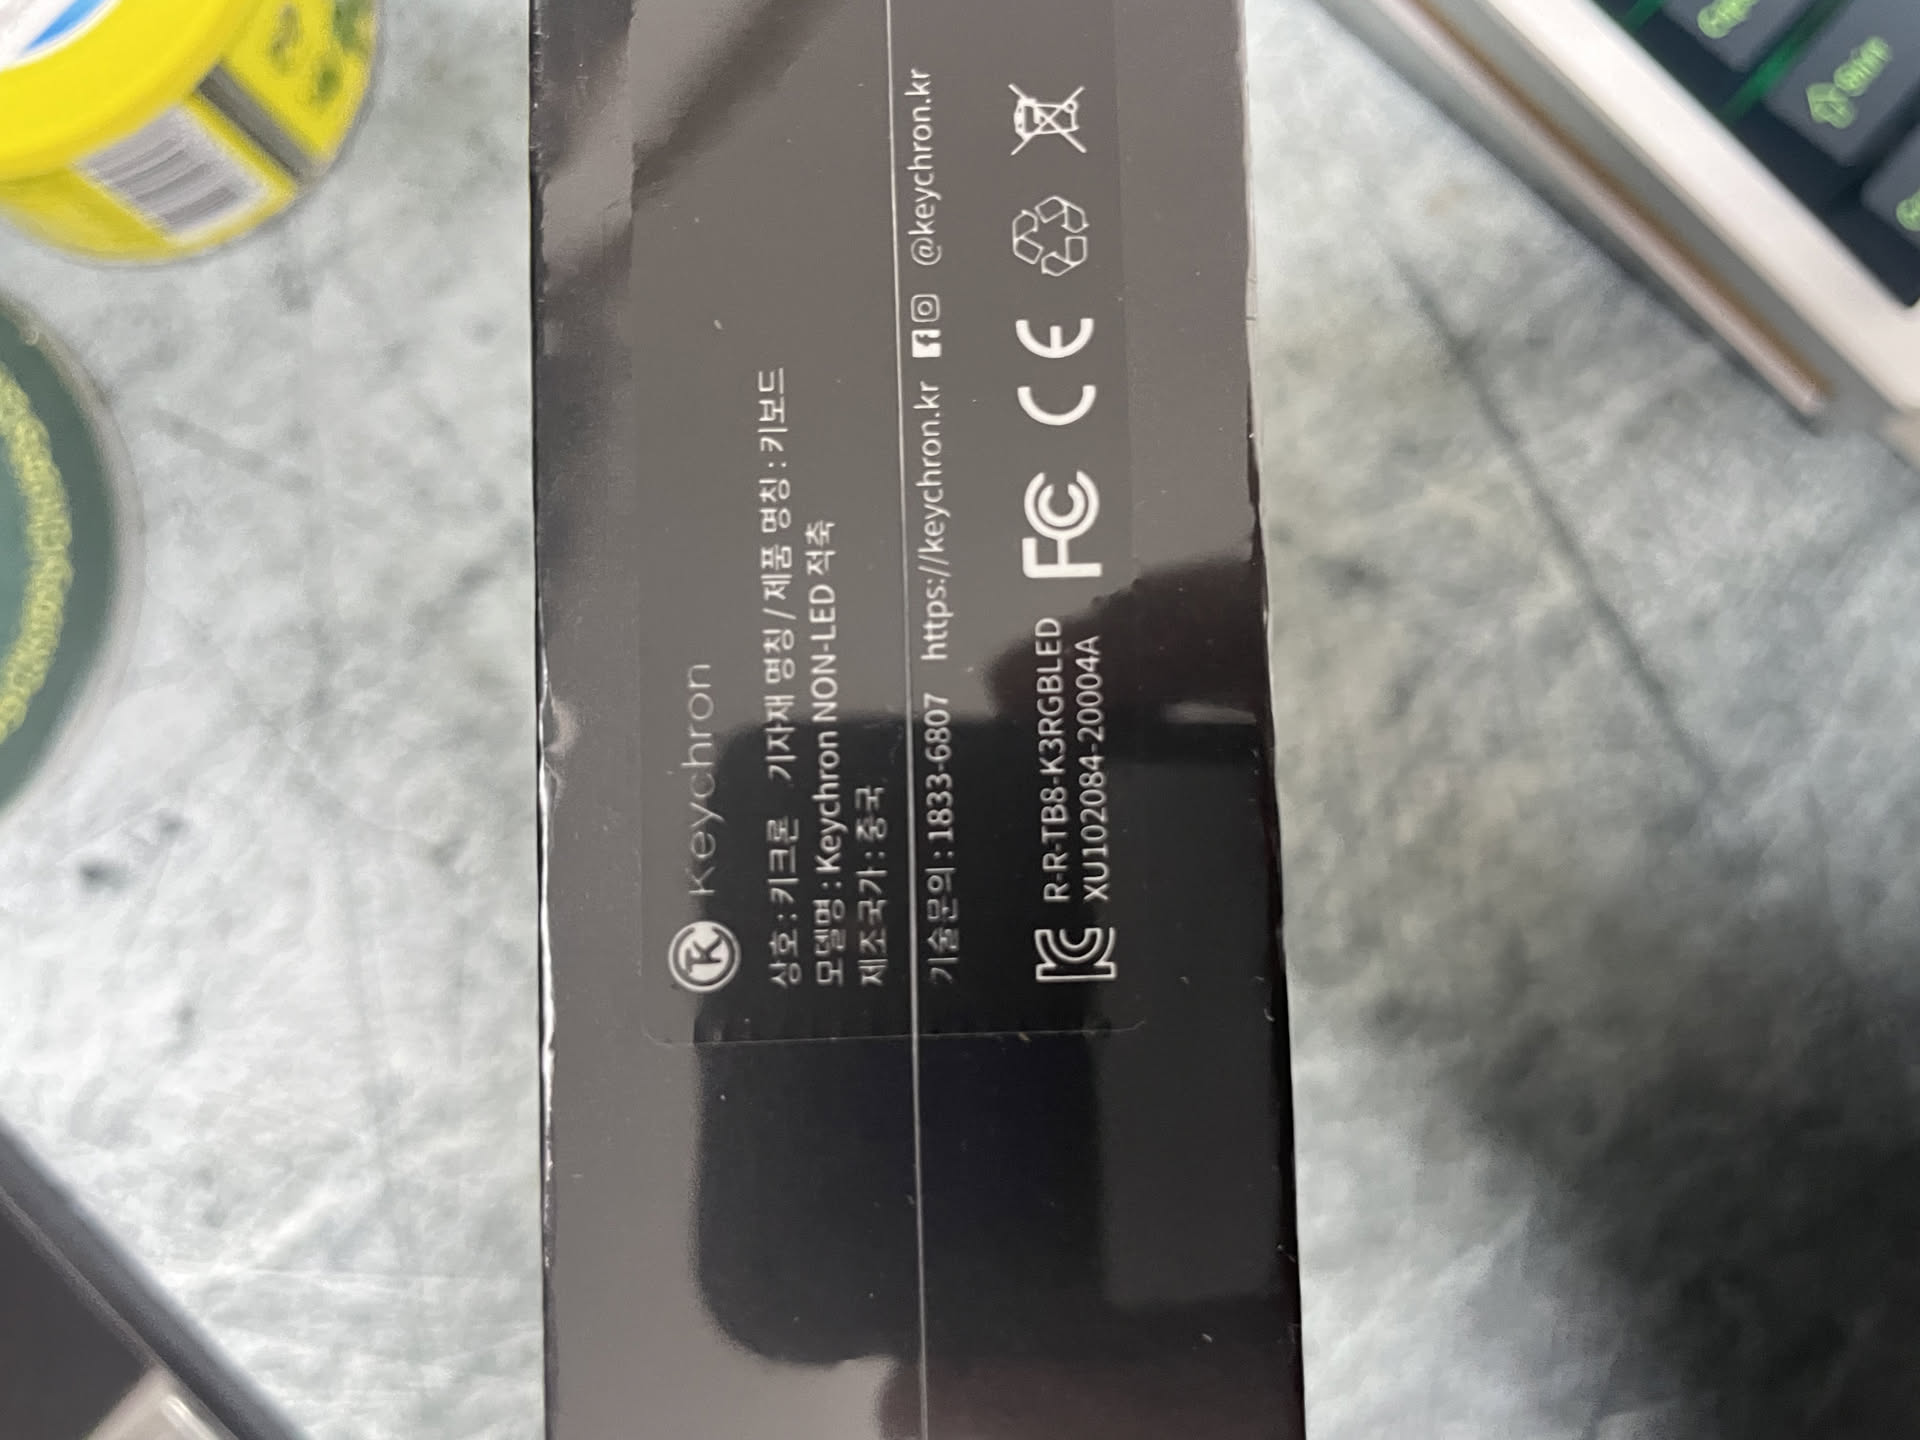 Keychron
상호 : 키크론 기자재 명칭 / 제품 명칭 : 키보드
모델명 : Keychron NON-LED 적축
제조국가 : 중국
기술문의 : 1833-6807 https://keychron.kr @keychron.kr
R-R-TB8-K3RGBLED
XU102084-20004A